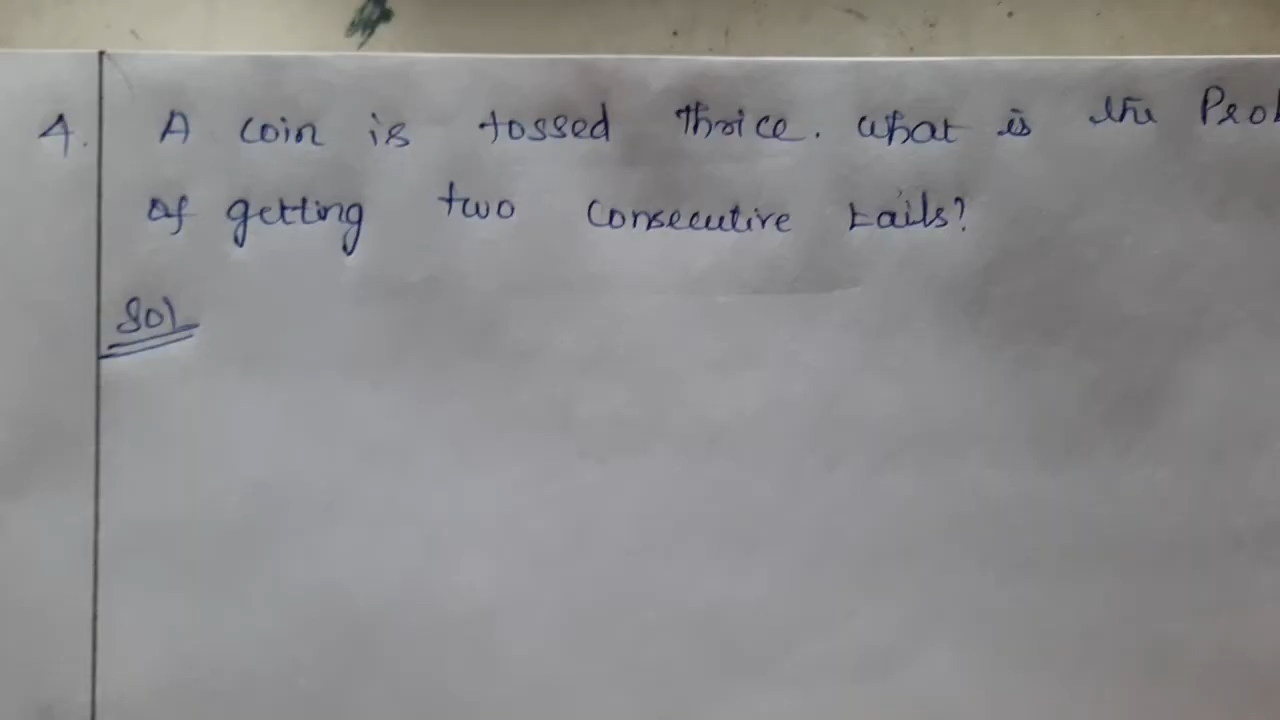 4. A coin is tossed thrice. what is the Prob
of getting two consecutive tails?
Sol